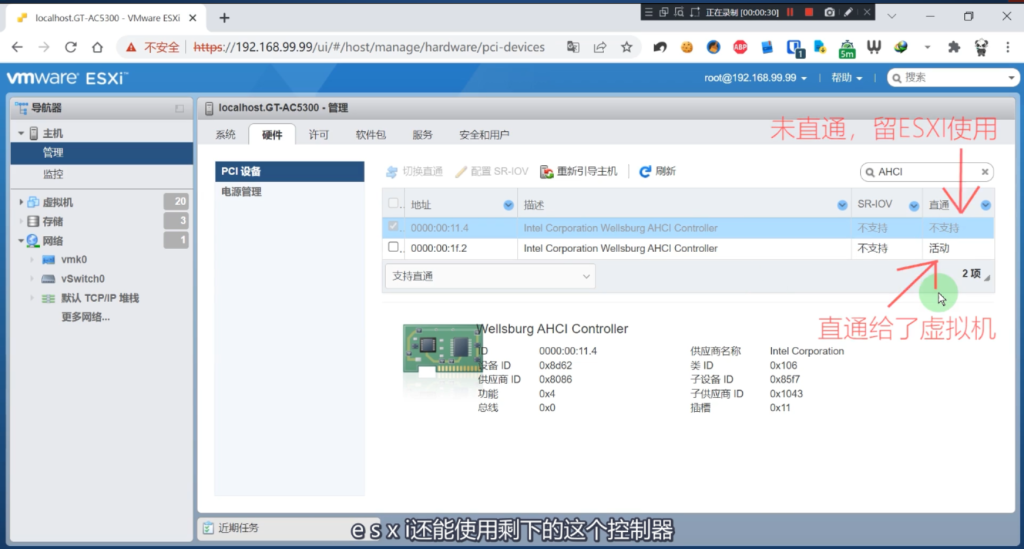 localhost.GT-AC5300 - VMware ESXi
正在录制 [00:00:30]
不安全
https://192.168.99.99/ui/#/host/manage/hardware/pci-devices
ABP
1
5m
vmware ESXi™
root@192.168.99.99
帮助
搜索
导航器
localhost.GT-AC5300 - 管理
主机
管理
监控
虚拟机 20
存储 3
网络 1
vmk0
vSwitch0
默认 TCP/IP 堆栈
更多网络...
系统 硬件 许可 软件包 服务 安全和用户
未直通，留ESXI使用
PCI 设备
电源管理
切换直通 配置 SR-IOV 重新引导主机 刷新
AHCI
地址 描述 SR-IOV 直通
0000:00:11.4 Intel Corporation Wellsburg AHCI Controller 不支持 不支持
0000:00:1f.2 Intel Corporation Wellsburg AHCI Controller 不支持 活动
支持直通
2 项
直通给了虚拟机
Wellsburg AHCI Controller
ID 0000:00:11.4 供应商名称 Intel Corporation
设备 ID 0x8d62 类 ID 0x106
供应商 ID 0x8086 子设备 ID 0x85f7
功能 0x4 子供应商 ID 0x1043
总线 0x0 插槽 0x11
近期任务
e s x i还能使用剩下的这个控制器